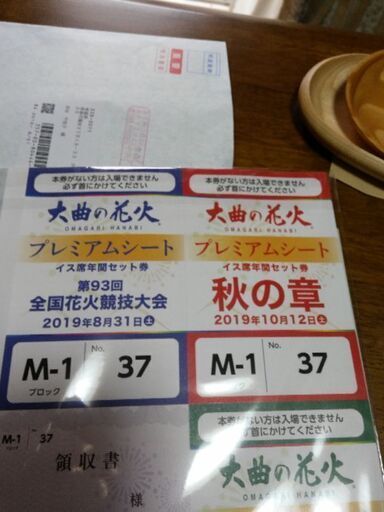 本券がない方は入場できません
必ず首にかけてください
大曲の花火
OMAGARI HANABI
プレミアムシート
イス席年間セット券
第93回
全国花火競技大会
2019年8月31日土
M-1
ブロック
No.
37
本券がない方は入場できません
必ず首にかけてください
大曲の花火
OMAGARI HANABI
プレミアムシート
イス席年間セット券
秋の章
2019年10月12日土
M-1
ブロック
No.
37
M-1
37
領収書
様
本券がない方は入場できません
必ず首にかけてください
大曲の花火
OMAGARI HANABI